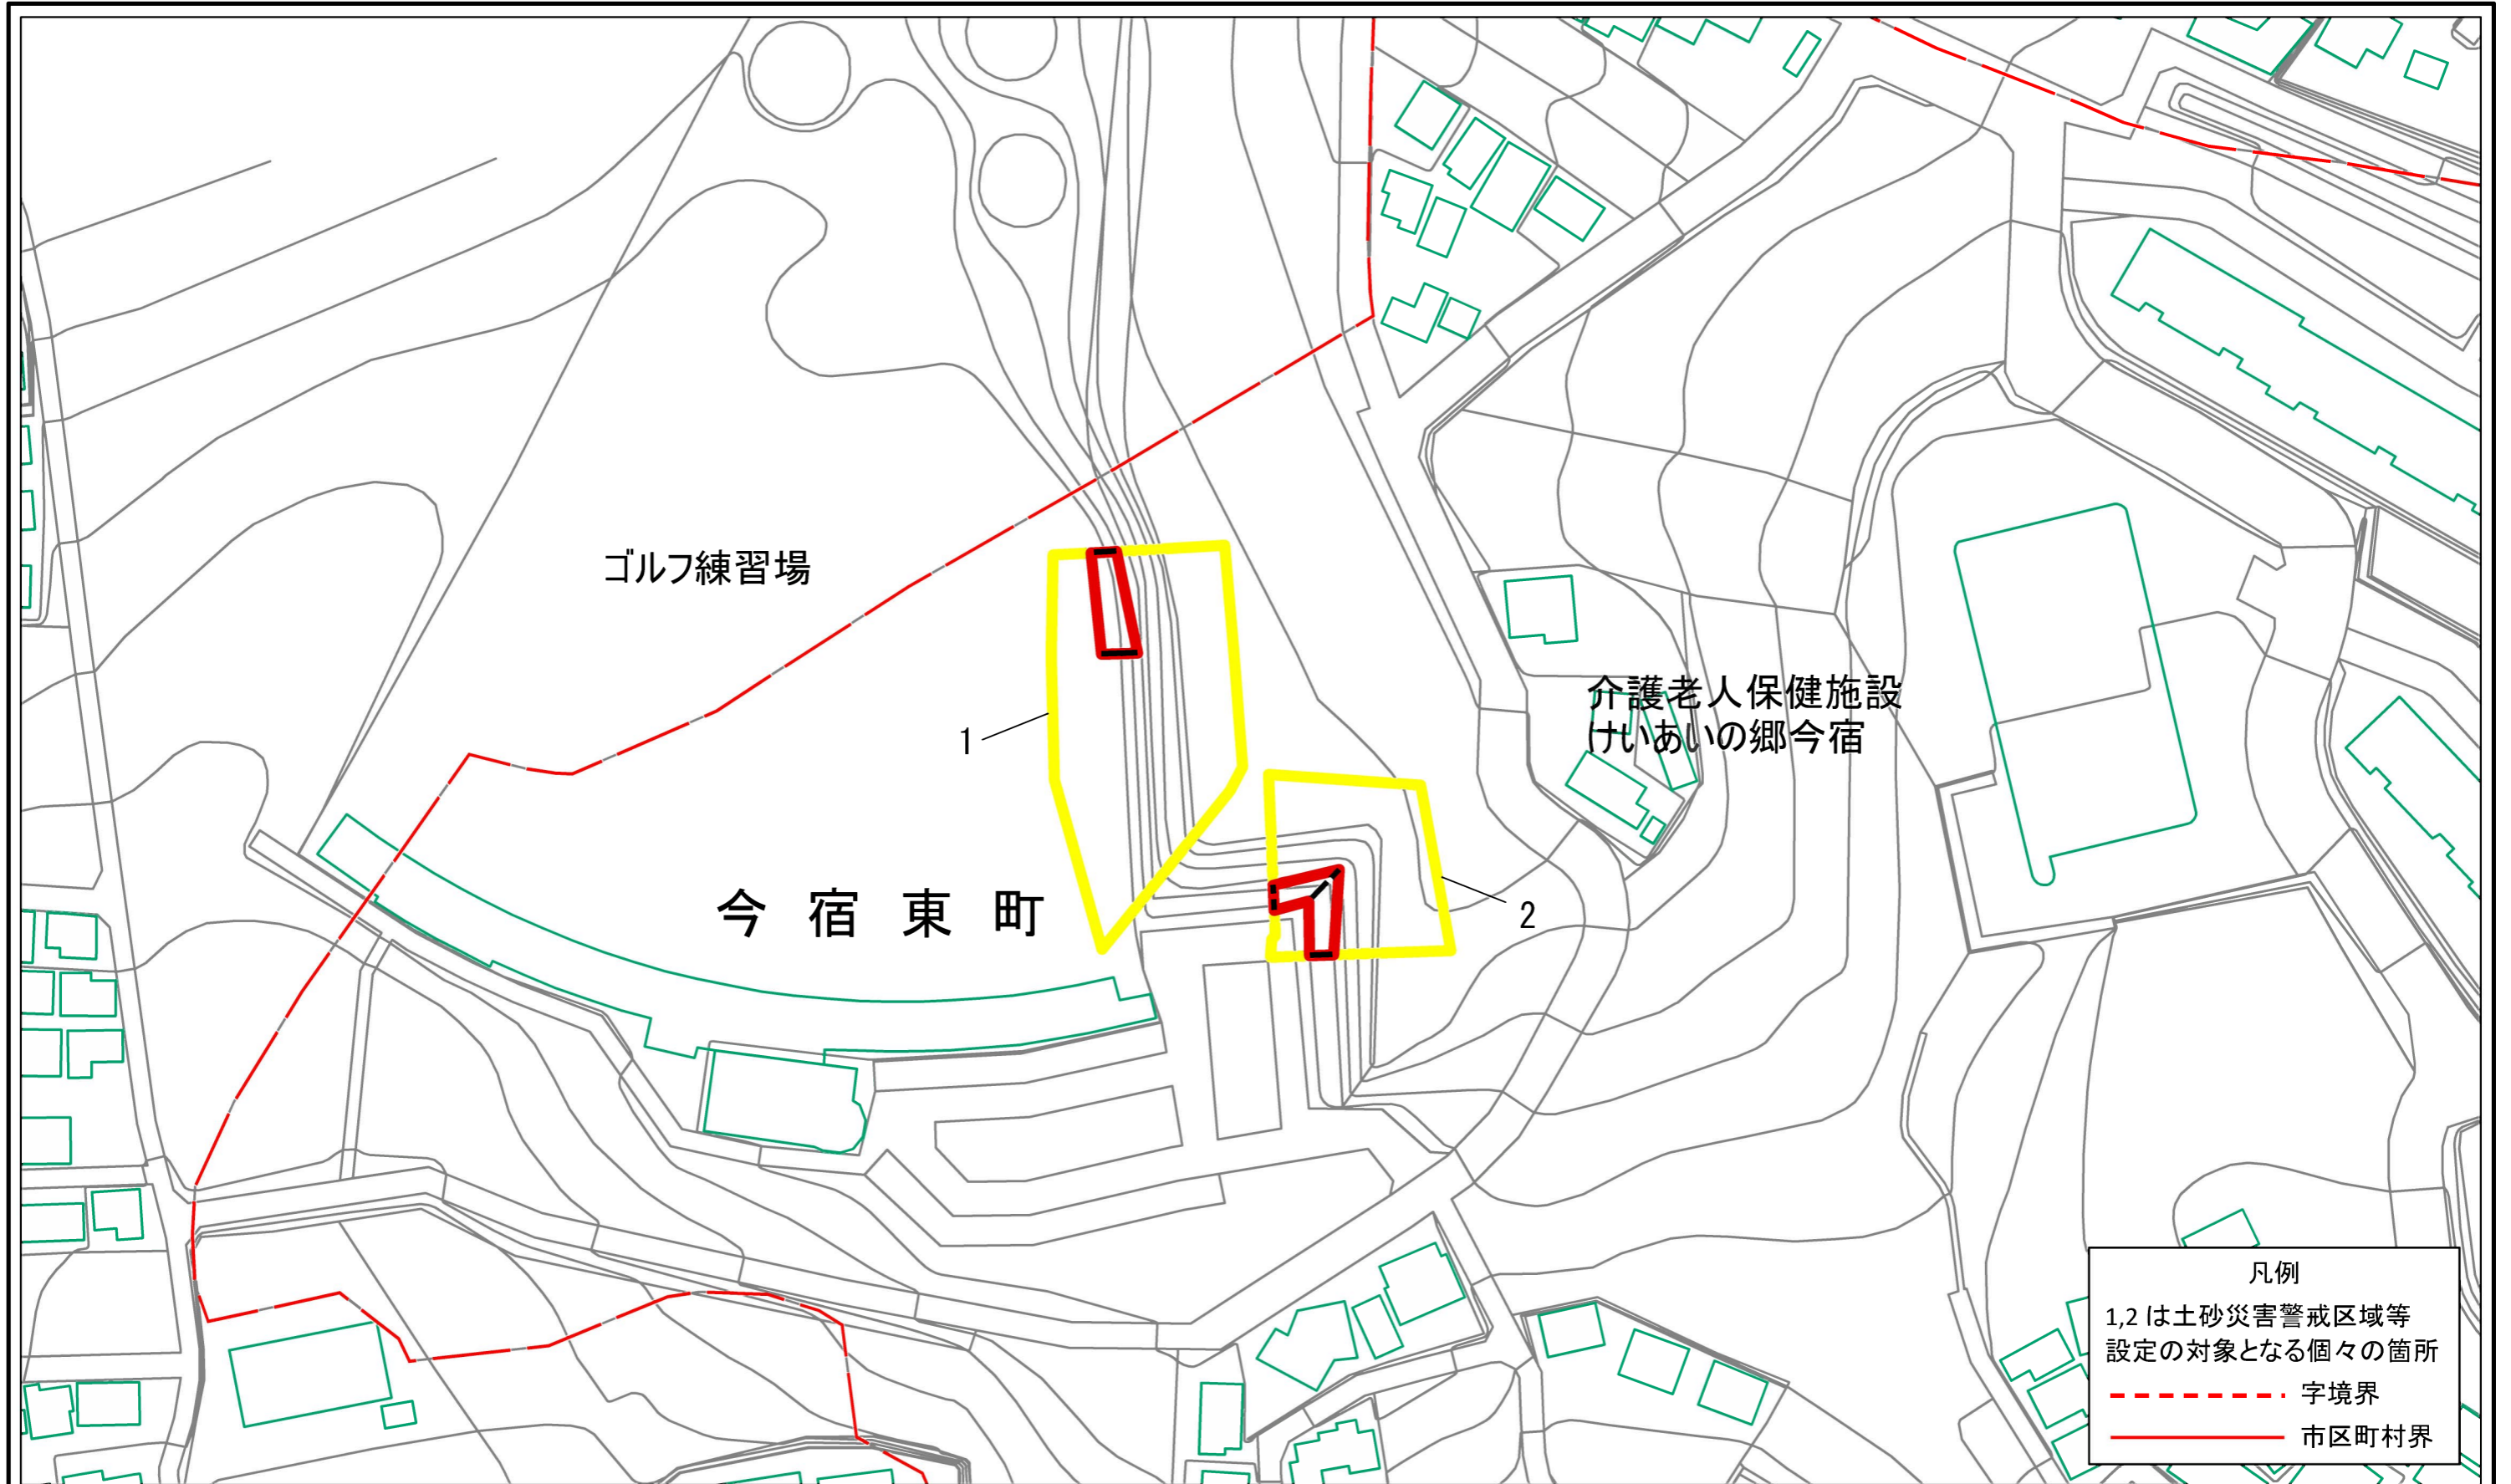 ゴルフ練習場
1
介護老人保健施設
けいあいの郷今宿
今宿東町
2
凡例
1,2 は土砂災害警戒区域等
設定の対象となる個々の箇所
字境界
市区町村界